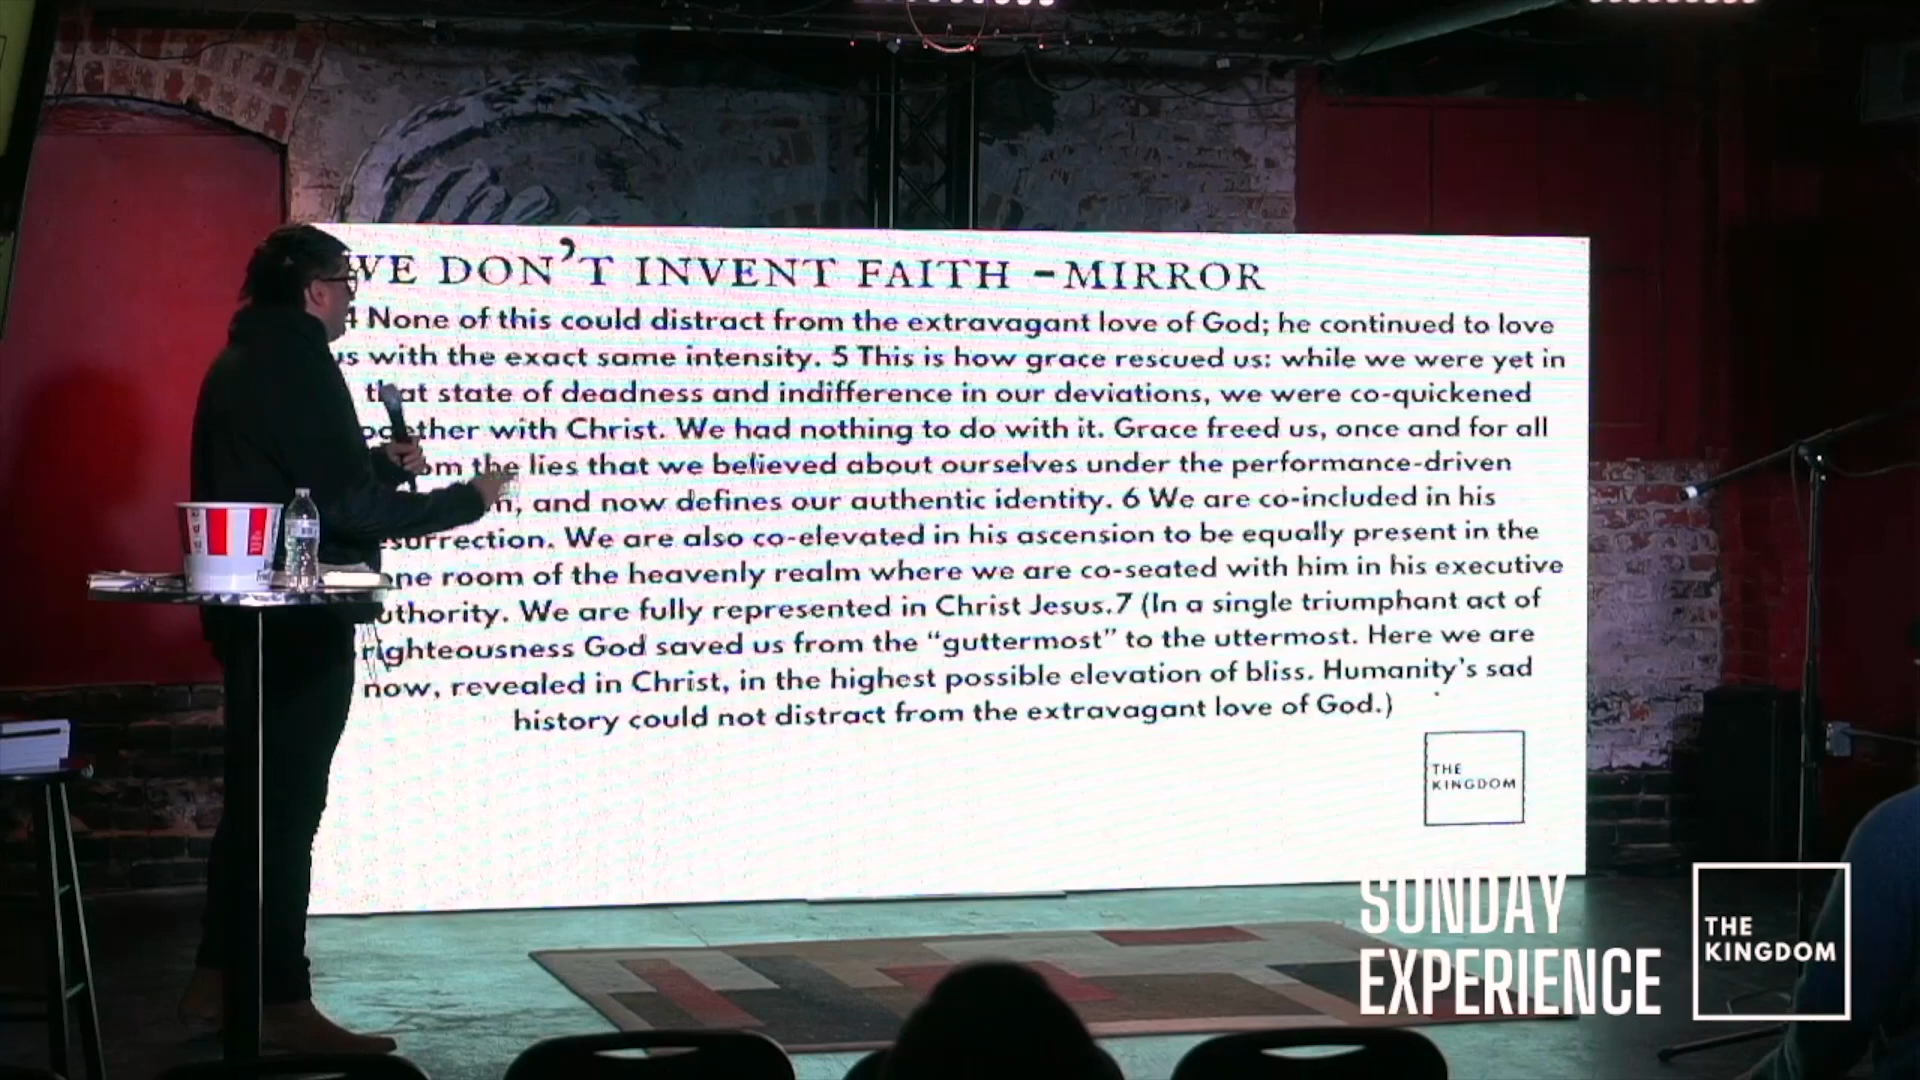 WE DON'T INVENT FAITH -MIRROR
4 None of this could distract from the extravagant love of God; he continued to love
us with the exact same intensity. 5 This is how grace rescued us: while we were yet in
that state of deadness and indifference in our deviations, we were co-quickened
together with Christ. We had nothing to do with it. Grace freed us, once and for all
the lies that we believed about ourselves under the performance-driven
and now defines our authentic identity. 6 We are co-included in his
resurrection. We are also co-elevated in his ascension to be equally present in the
room of the heavenly realm where we are co-seated with him in his executive
authority. We are fully represented in Christ Jesus.7 (In a single triumphant act of
righteousness God saved us from the “guttermost” to the uttermost. Here we are
now, revealed in Christ, in the highest possible elevation of bliss. Humanity's sad
history could not distract from the extravagant love of God.}
THE
KINGDOM
SUNDAY
EXPERIENCE
THE
KINGDOM